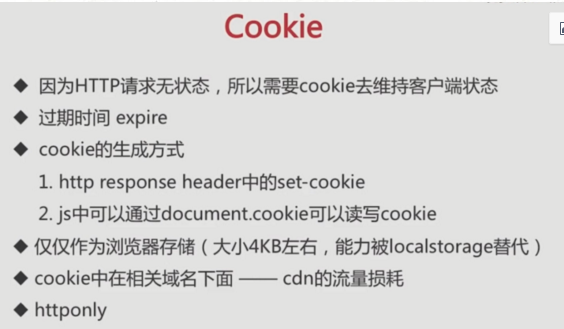 Cookie
◆ 因为HTTP请求无状态，所以需要cookie去维持客户端状态
◆ 过期时间 expire
◆ cookie的生成方式
1. http response header中的set-cookie
2. js中可以通过document.cookie可以读写cookie
◆ 仅仅作为浏览器存储（大小4KB左右，能力被localstorage替代）
◆ cookie中在相关域名下面 —— cdn的流量损耗
◆ httponly